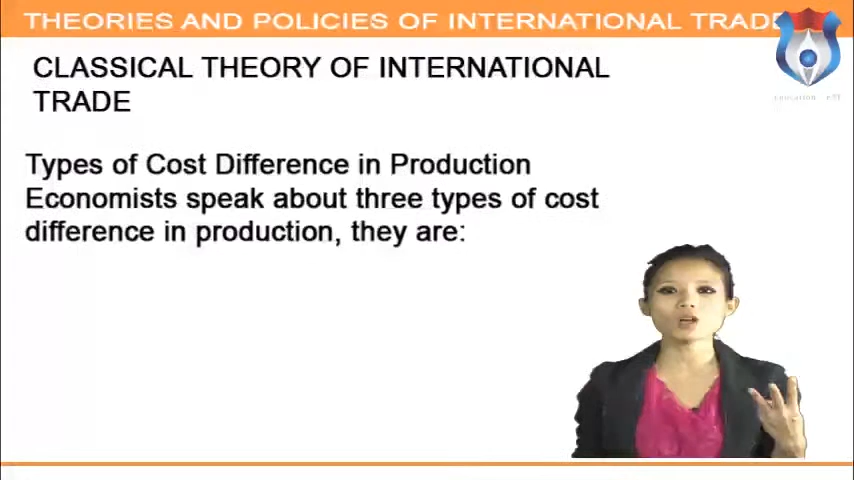 THEORIES AND POLICIES OF INTERNATIONAL TRADE
CLASSICAL THEORY OF INTERNATIONAL
TRADE
Types of Cost Difference in Production
Economists speak about three types of cost
difference in production, they are: